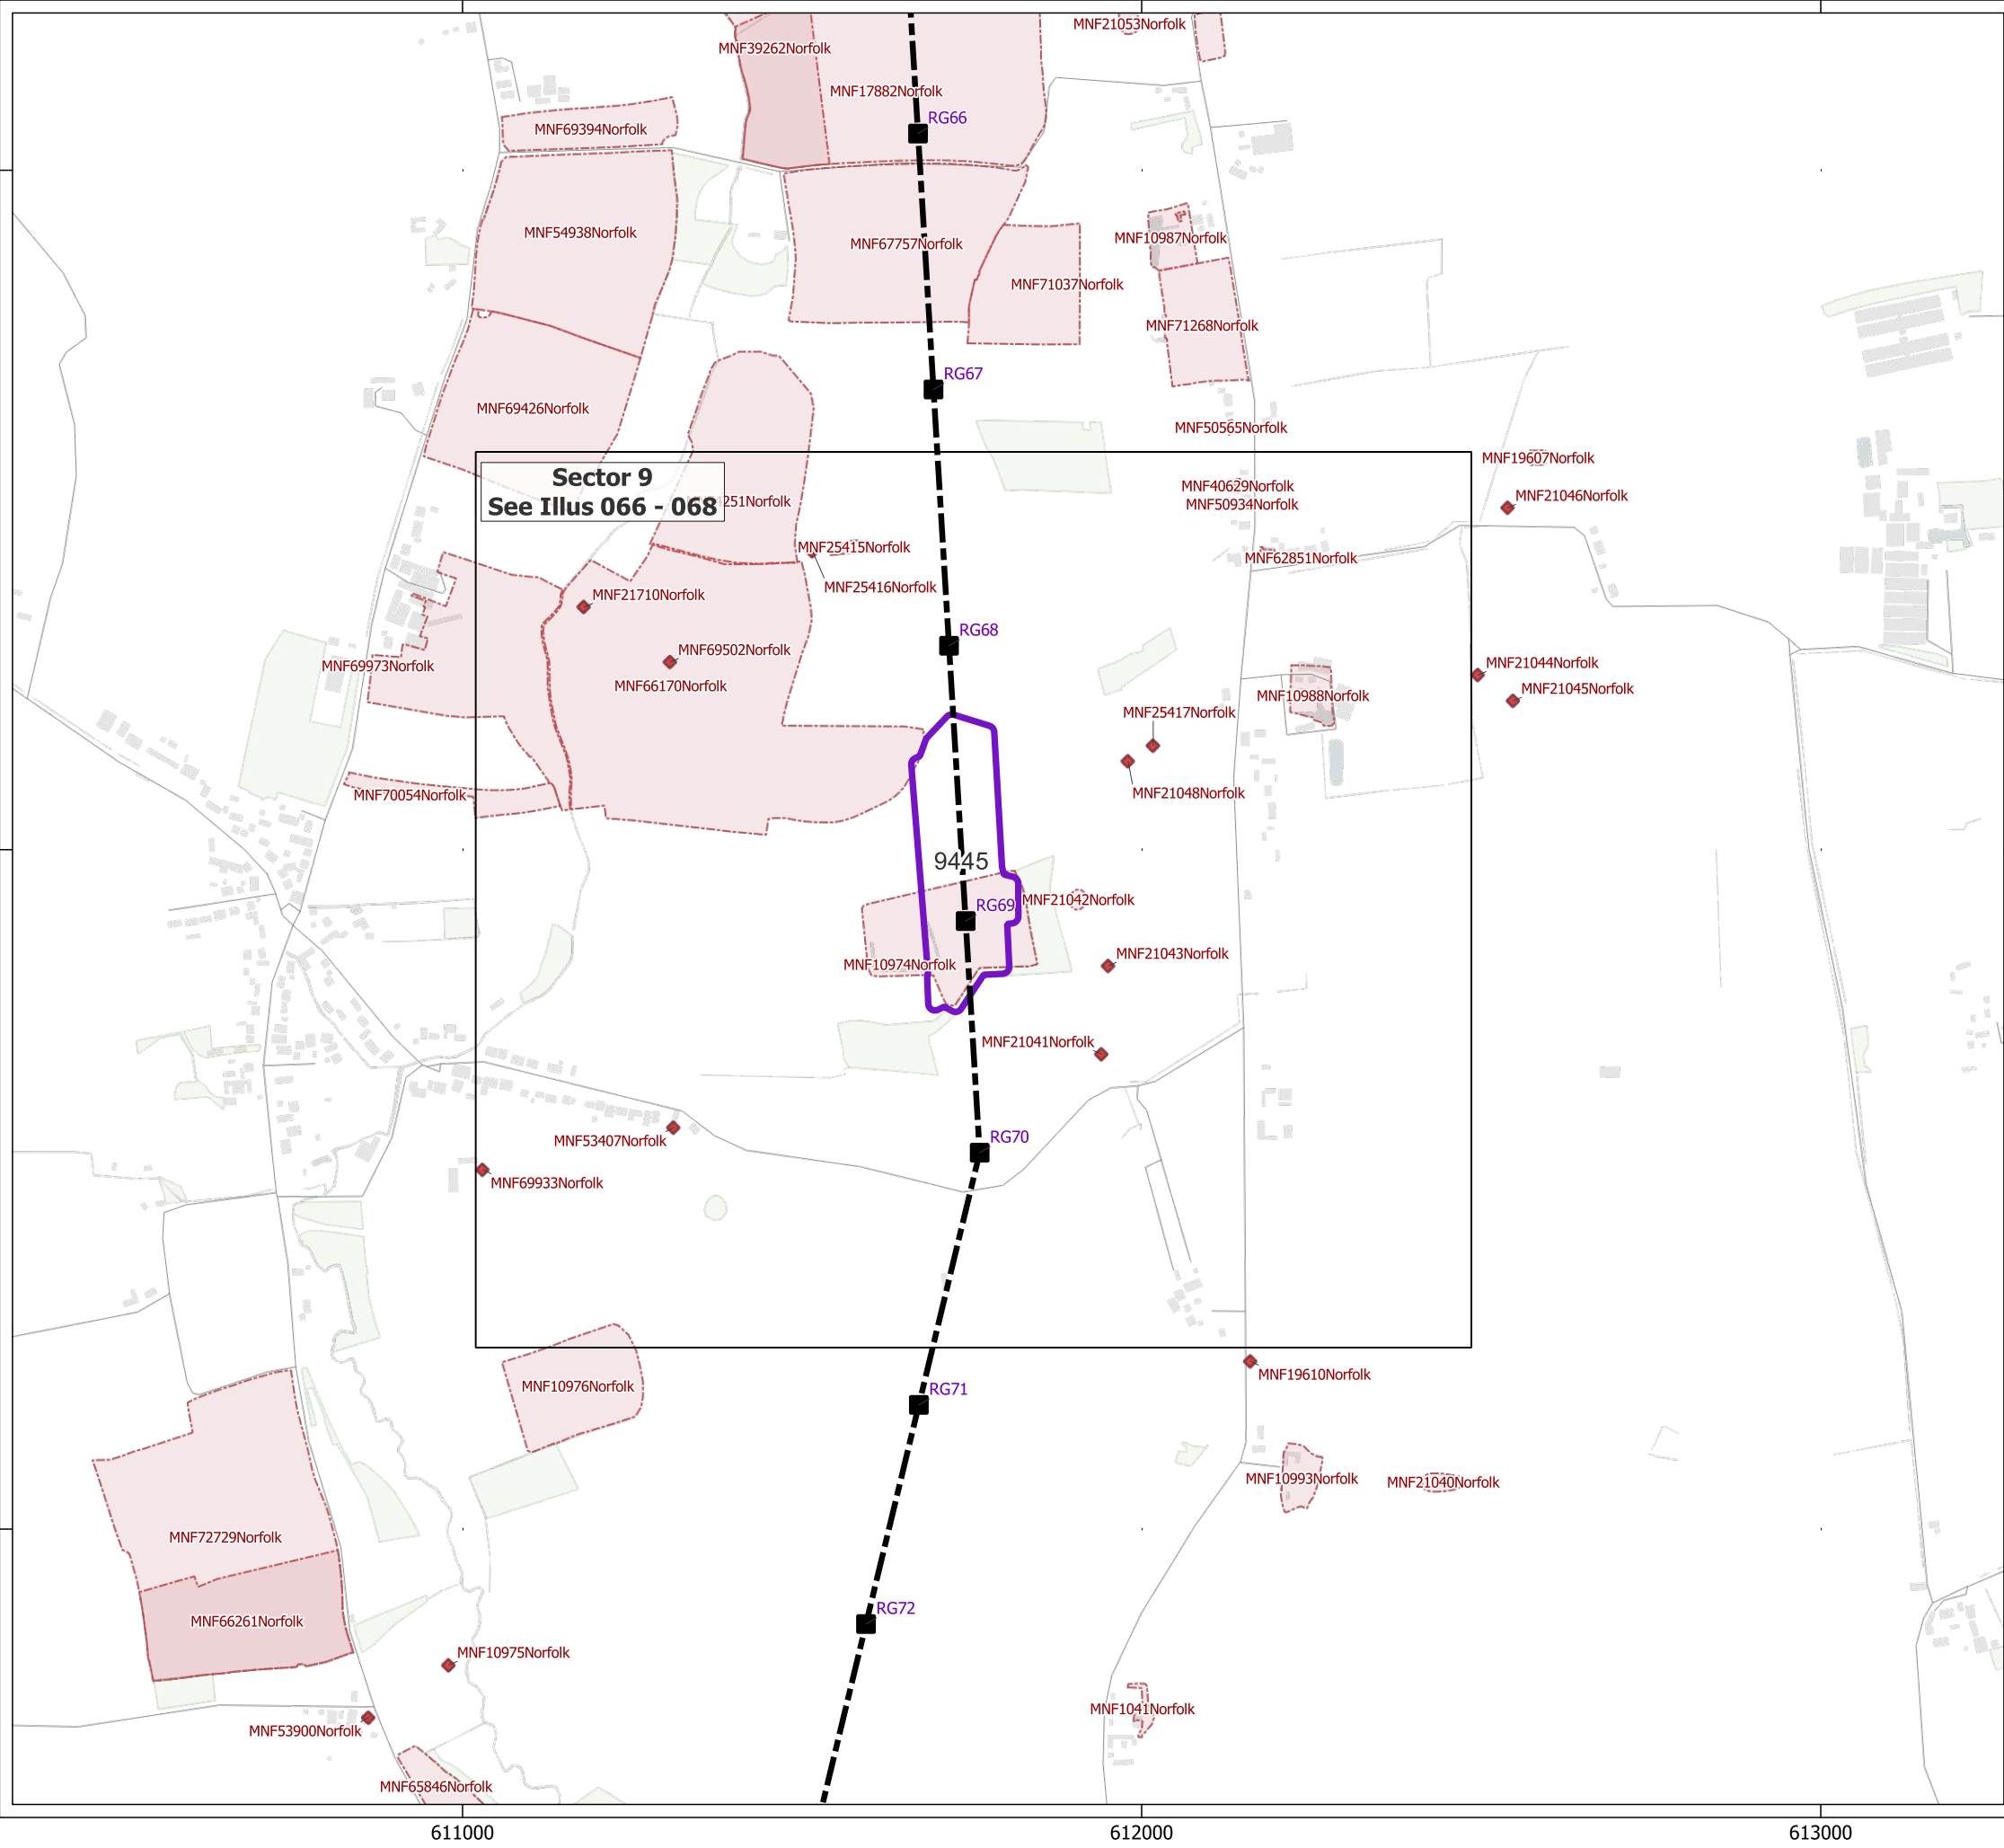 MNF21053Norfolk
MNF39262Norfolk
MNF17882Norfolk
RG66
MNF69394Norfolk
MNF54938Norfolk
MNF67757Norfolk
MNF10987Norfolk
MNF71037Norfolk
MNF71268Norfolk
RG67
MNF69426Norfolk
MNF50565Norfolk
MNF19607Norfolk
Sector 9
See Illus 066 - 068
251Norfolk
MNF40629Norfolk
MNF21046Norfolk
MNF50934Norfolk
MNF25415Norfolk
MNF62851Norfolk
MNF25416Norfolk
MNF21710Norfolk
RG68
MNF69502Norfolk
MNF69973Norfolk
MNF21044Norfolk
MNF66170Norfolk
MNF21045Norfolk
MNF10988Norfolk
MNF25417Norfolk
MNF70054Norfolk
MNF21048Norfolk
9445
RG69
MNF21042Norfolk
MNF10974Norfolk
MNF21043Norfolk
MNF21041Norfolk
MNF53407Norfolk
RG70
MNF69933Norfolk
MNF19610Norfolk
MNF10976Norfolk
RG71
MNF10993Norfolk
MNF21040Norfolk
MNF72729Norfolk
MNF66261Norfolk
RG72
MNF10975Norfolk
MNF1041Norfolk
MNF53900Norfolk
MNF65846Norfolk
611000
612000
613000